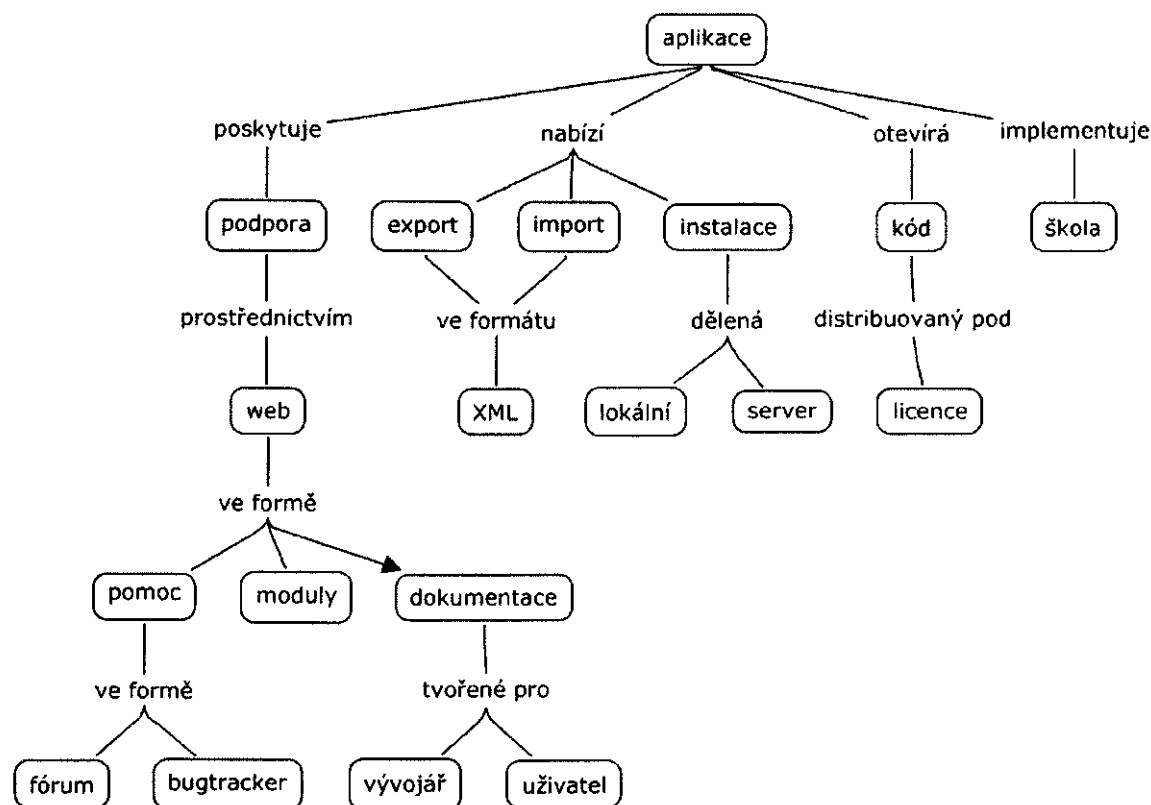 aplikace
poskytuje
nabízí
otevírá
implementuje
podpora
export
import
instalace
kód
škola
prostřednictvím
ve formátu
dělená
distribuovaný pod
web
XML
lokální
server
licence
ve formě
pomoc
moduly
dokumentace
ve formě
tvořené pro
fórum
bugtracker
vývojář
uživatel